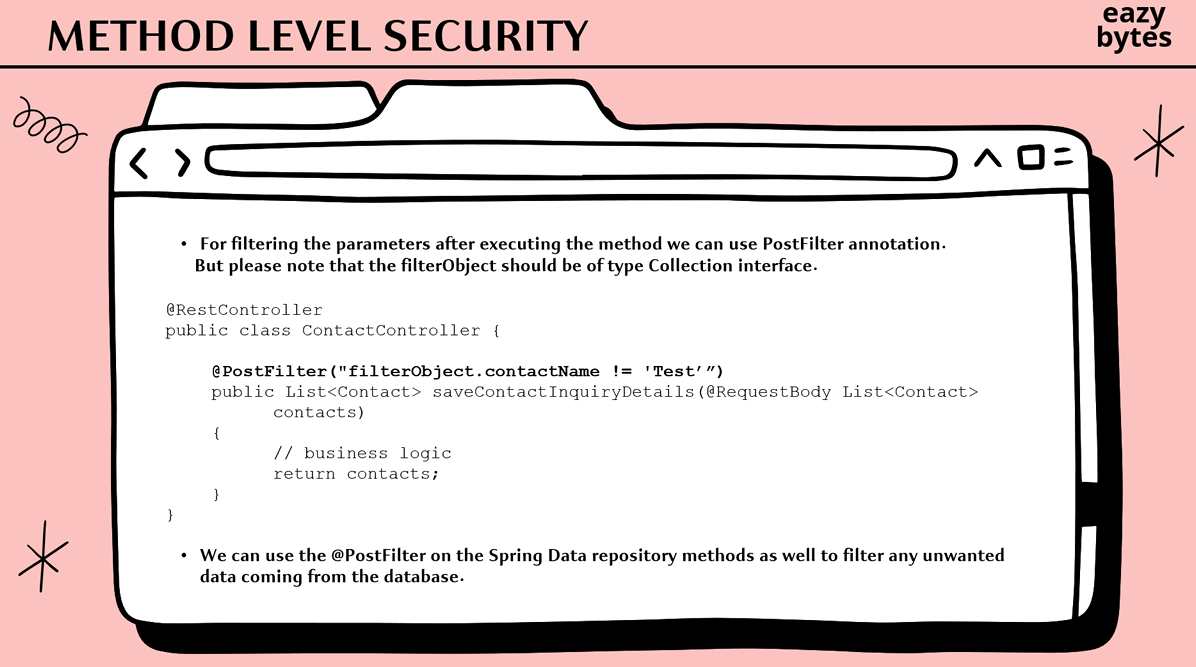 METHOD LEVEL SECURITY
eazy
bytes
• For filtering the parameters after executing the method we can use PostFilter annotation.
But please note that the filterObject should be of type Collection interface.
@RestController
public class ContactController {
@PostFilter("filterObject.contactName != 'Test’”)
public List<Contact> saveContactInquiryDetails(@RequestBody List<Contact>
contacts)
{
// business logic
return contacts;
}
}
• We can use the @PostFilter on the Spring Data repository methods as well to filter any unwanted
data coming from the database.